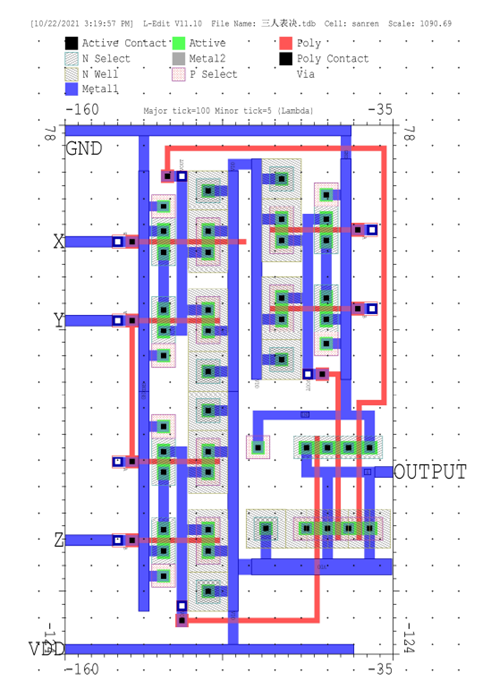 [10/22/2021 3:19:57 PM]  L-Edit V11.10  File Name: 三人表决.tdb  Cell: sanren  Scale: 1090.69
Active Contact Active Poly
N Select Metal2 Poly Contact
N Well P Select Via
Metal1
-160 -35
Major tick=100 Minor tick=5 (Lambda)
78 78
GND
X
Y
OUTPUT
Z
-124 -124
VDD
-160 -35